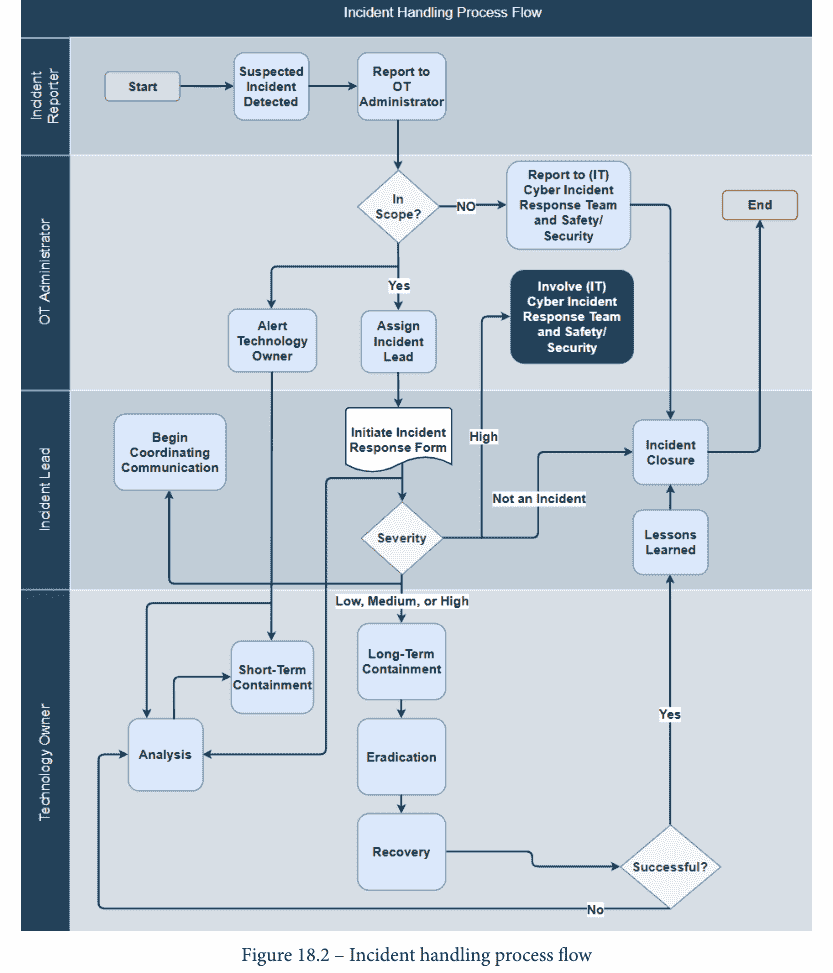 Incident Handling Process Flow
Incident
Reporter
Start
Suspected
Incident
Detected
Report to
OT
Administrator
OT Administrator
In
Scope?
NO
Report to (IT)
Cyber Incident
Response Team
and Safety/
Security
End
Yes
Involve (IT)
Cyber Incident
Response Team
and Safety/
Security
Alert
Technology
Owner
Assign
Incident
Lead
Incident Lead
Begin
Coordinating
Communication
Initiate Incident
Response Form
High
Incident
Closure
Not an Incident
Severity
Lessons
Learned
Technology Owner
Low, Medium, or High
Long-Term
Containment
Short-Term
Containment
Yes
Analysis
Eradication
Recovery
Successful?
No
Figure 18.2 – Incident handling process flow